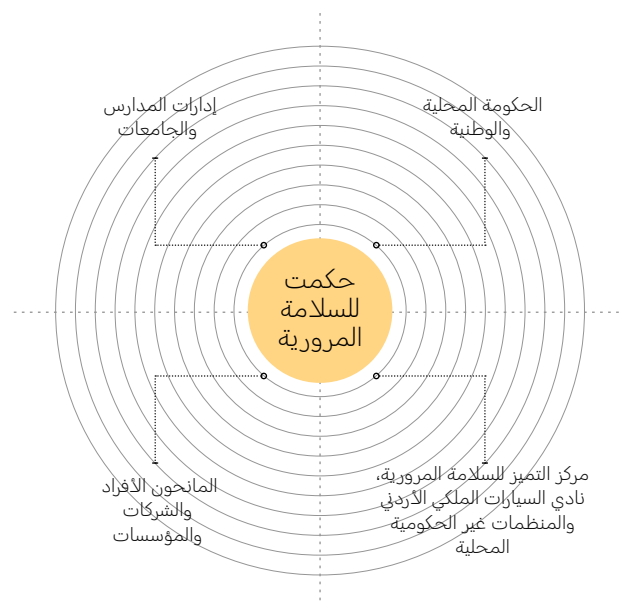 الحكومة المحلية
والوطنية
إدارات المدارس
والجامعات
حكمت
للسلامة
المرورية
مركز التميز للسلامة المرورية،
نادي السيارات الملكي الأردني
والمنظمات غير الحكومية
المحلية
المانحون الأفراد
والشركات
والمؤسسات